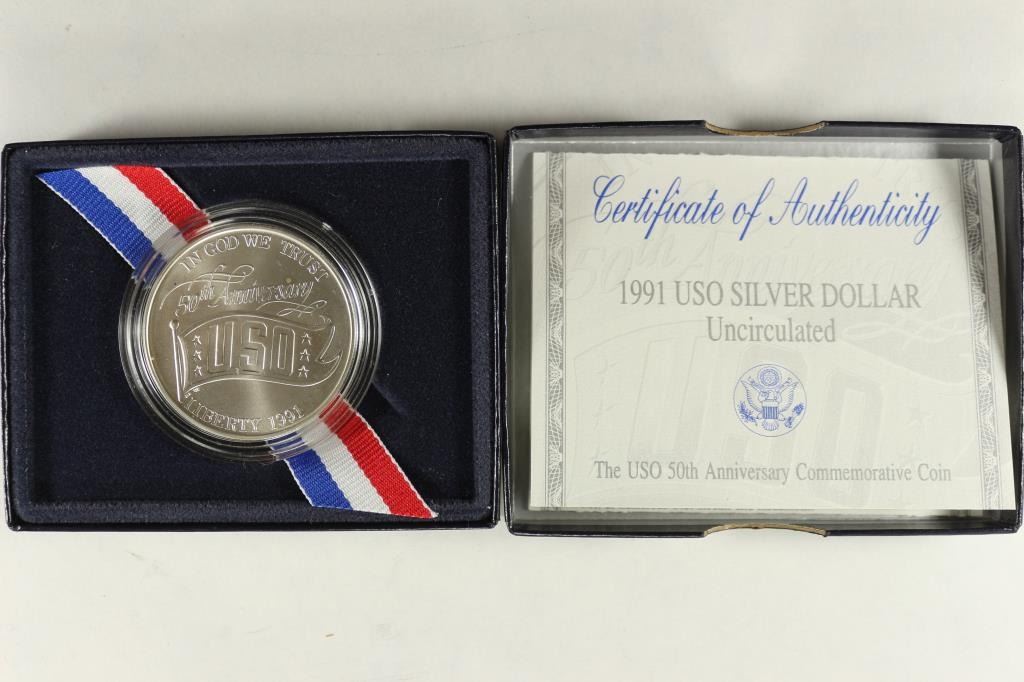 IN GOD WE TRUST
50th Anniversary
USO
LIBERTY 1991
Certificate of Authenticity
1991 USO SILVER DOLLAR
Uncirculated
The USO 50th Anniversary Commemorative Coin